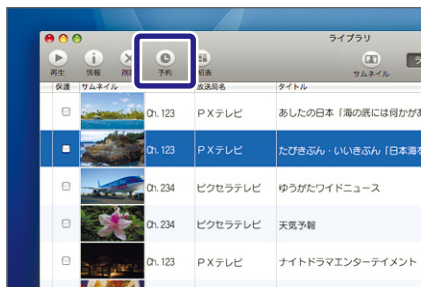 ライブラリ
再生 情報 予約 サムネイル
保護 サムネイル 放送局名 タイトル
Ch. 123 PXテレビ あしたの日本「海の底には何かが
Ch. 123 PXテレビ たびきぶん・いいきぶん「日本海を
Ch. 234 ピクセラテレビ ゆうがたワイドニュース
Ch. 234 ピクセラテレビ 天気予報
Ch. 123 PXテレビ ナイトドラマエンターテイメント